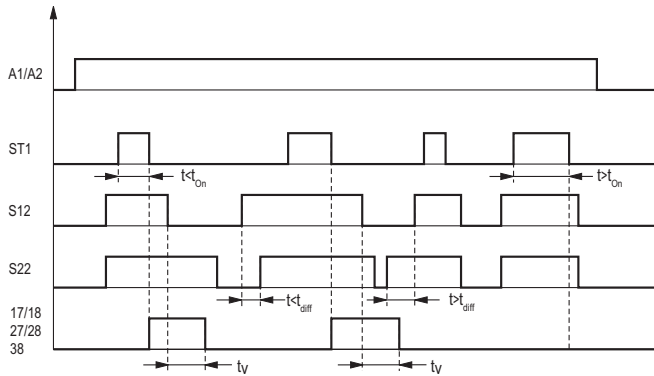 A1/A2
ST1
t<tOn
t>tOn
S12
S22
t<tdiff
t>tdiff
17/18
27/28
38
tV
tV